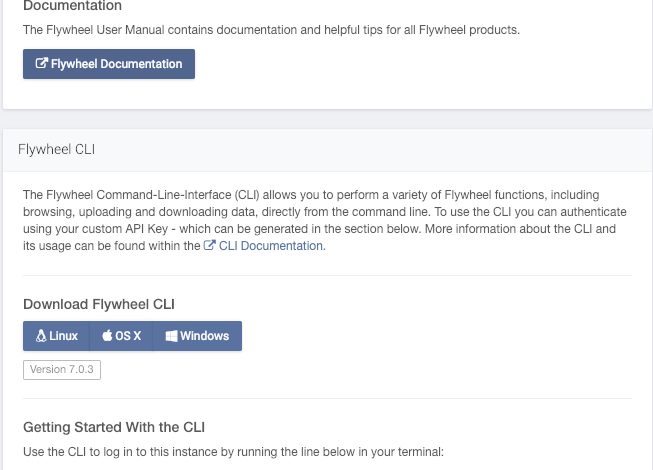 Documentation
The Flywheel User Manual contains documentation and helpful tips for all Flywheel products.
Flywheel Documentation
Flywheel CLI
The Flywheel Command-Line-Interface (CLI) allows you to perform a variety of Flywheel functions, including
browsing, uploading and downloading data, directly from the command line. To use the CLI you can authenticate
using your custom API Key - which can be generated in the section below. More information about the CLI and
its usage can be found within the CLI Documentation.
Download Flywheel CLI
Linux OS X Windows
Version 7.0.3
Getting Started With the CLI
Use the CLI to log in to this instance by running the line below in your terminal: